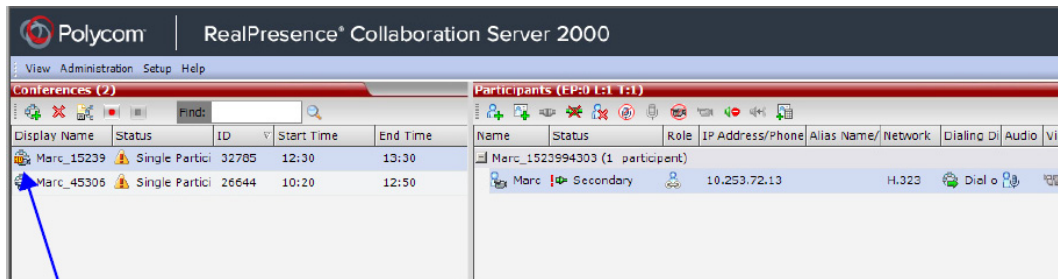 Polycom RealPresence® Collaboration Server 2000
View Administration Setup Help
Conferences (2) Participants (EP:0 L:1 T:1)
Find:
Display Name Status ID Start Time End Time Name Status Role IP Address/Phone Alias Name/ Network Dialing Di Audio Vi
Marc_15239 Single Partici 32785 12:30 13:30 Marc_1523994303 (1 participant)
Marc_45306 Single Partici 26644 10:20 12:50 Marc Secondary 10.253.72.13 H.323 Dial o